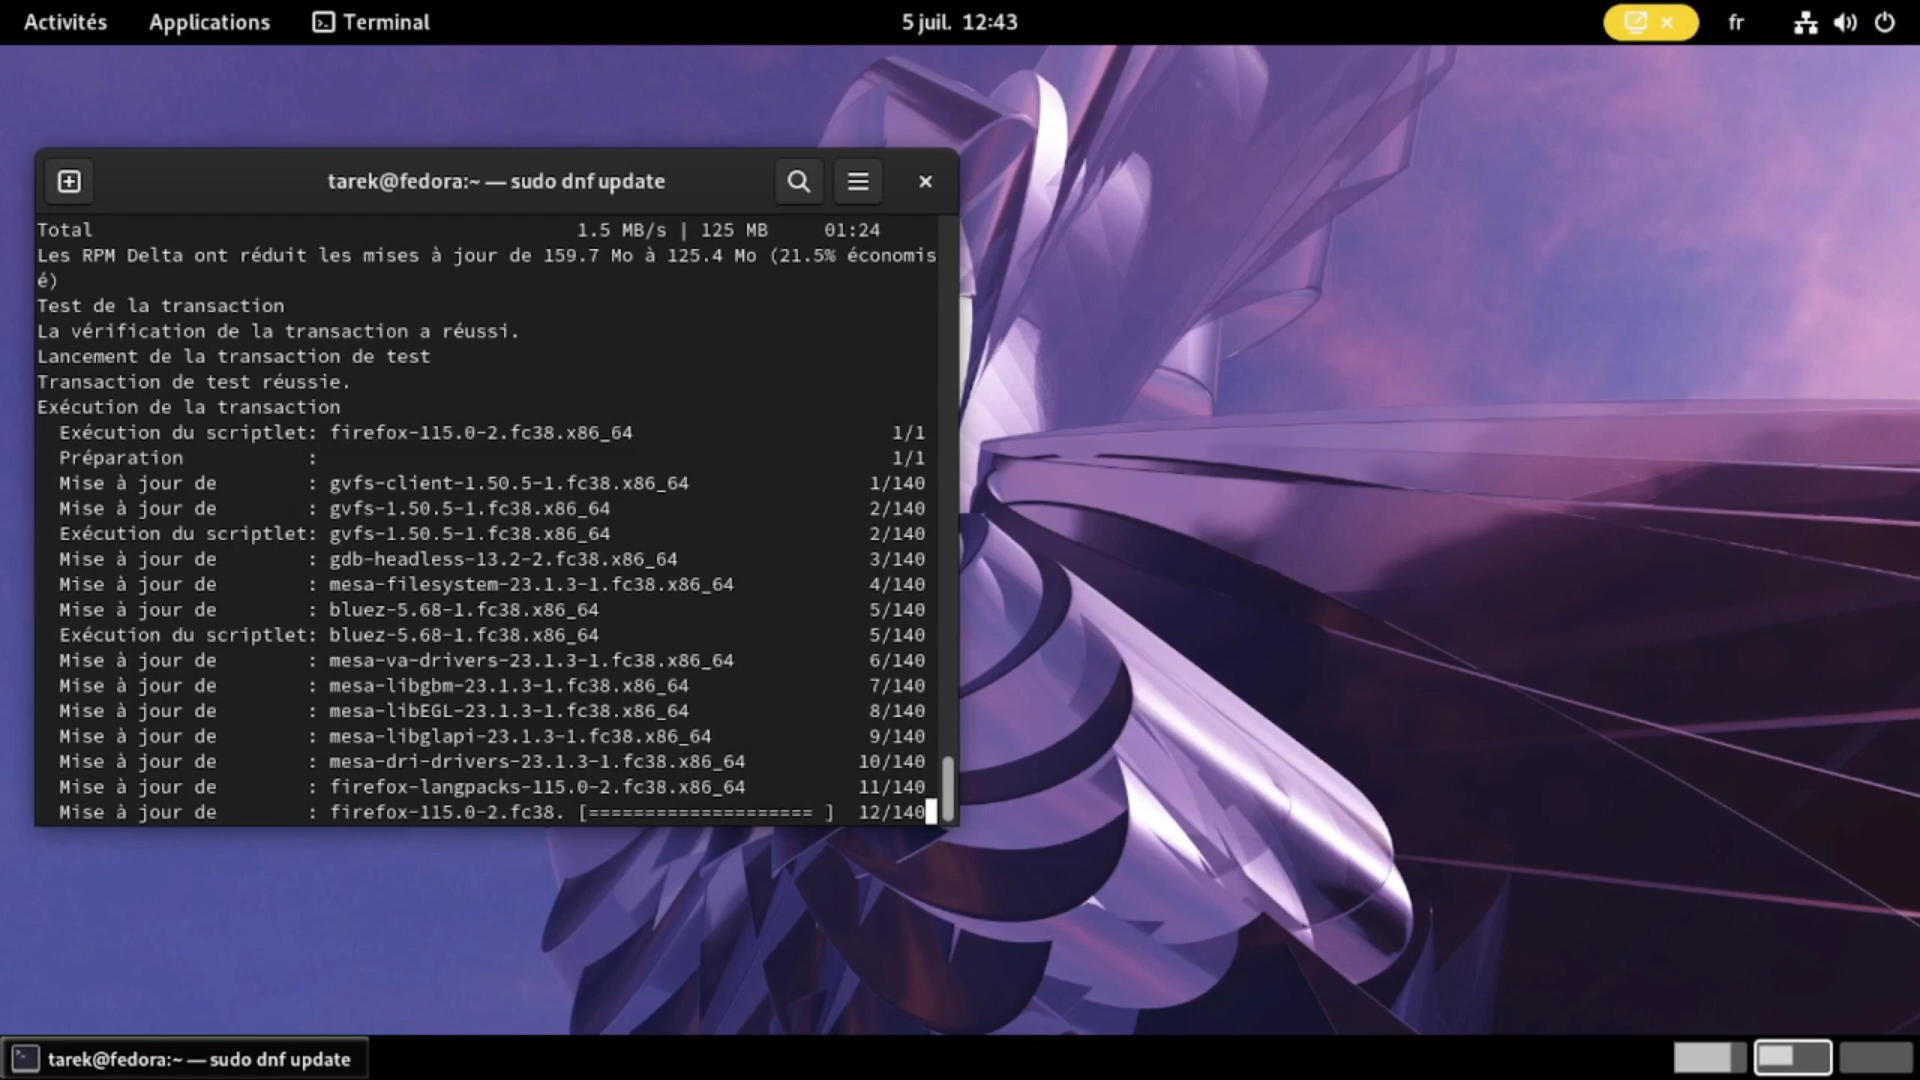 Activités Applications Terminal 5 juil. 12:43 fr
tarek@fedora:~ — sudo dnf update
Total 1.5 MB/s | 125 MB 01:24
Les RPM Delta ont réduit les mises à jour de 159.7 Mo à 125.4 Mo (21.5% économis
é)
Test de la transaction
La vérification de la transaction a réussi.
Lancement de la transaction de test
Transaction de test réussie.
Exécution de la transaction
Exécution du scriptlet: firefox-115.0-2.fc38.x86_64 1/1
Préparation : 1/1
Mise à jour de : gvfs-client-1.50.5-1.fc38.x86_64 1/140
Mise à jour de : gvfs-1.50.5-1.fc38.x86_64 2/140
Exécution du scriptlet: gvfs-1.50.5-1.fc38.x86_64 2/140
Mise à jour de : gdb-headless-13.2-2.fc38.x86_64 3/140
Mise à jour de : mesa-filesystem-23.1.3-1.fc38.x86_64 4/140
Mise à jour de : bluez-5.68-1.fc38.x86_64 5/140
Exécution du scriptlet: bluez-5.68-1.fc38.x86_64 5/140
Mise à jour de : mesa-va-drivers-23.1.3-1.fc38.x86_64 6/140
Mise à jour de : mesa-libgbm-23.1.3-1.fc38.x86_64 7/140
Mise à jour de : mesa-libEGL-23.1.3-1.fc38.x86_64 8/140
Mise à jour de : mesa-libglapi-23.1.3-1.fc38.x86_64 9/140
Mise à jour de : mesa-dri-drivers-23.1.3-1.fc38.x86_64 10/140
Mise à jour de : firefox-langpacks-115.0-2.fc38.x86_64 11/140
Mise à jour de : firefox-115.0-2.fc38. [==================== ] 12/140
tarek@fedora:~ — sudo dnf update